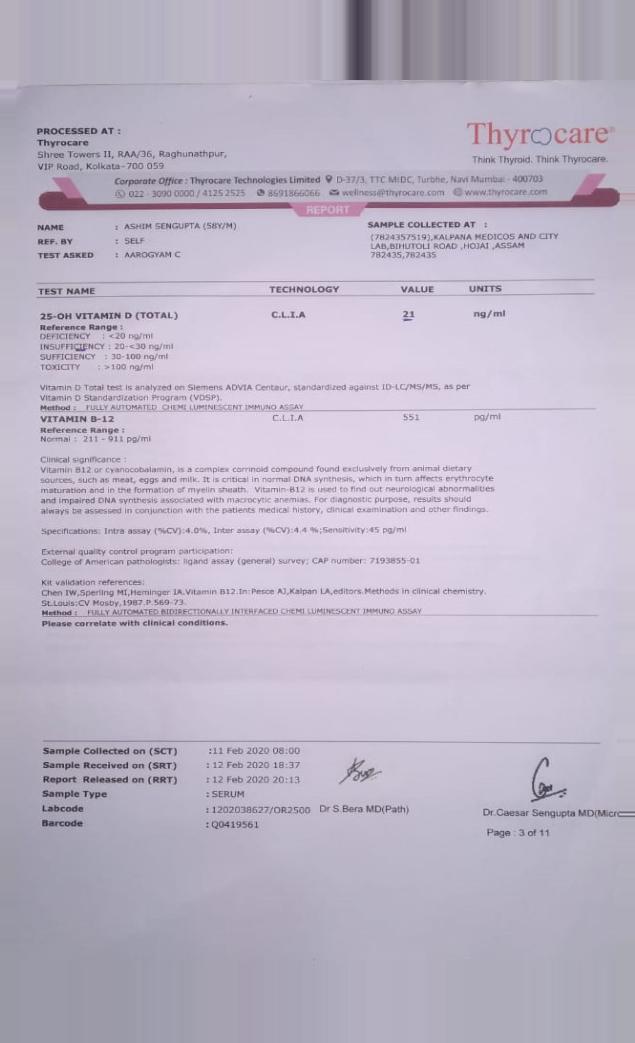 PROCESSED AT :
Thyrocare
Shree Towers II, RAA/36, Raghunathpur,
VIP Road, Kolkata-700 059
Thyrocare
Think Thyroid. Think Thyrocare.
Corporate Office : Thyrocare Technologies Limited D-37/3, TTC MIDC, Turbhe, Navi Mumbai - 400703
022 - 3090 0000 / 4125 2525 8691866066 wellness@thyrocare.com www.thyrocare.com
REPORT
NAME : ASHIM SENGUPTA (58Y/M)
REF. BY : SELF
TEST ASKED : AAROGYAM C
SAMPLE COLLECTED AT :
(7824357519),KALPANA MEDICOS AND CITY
LAB,BIHUTOLI ROAD ,HOJAI ,ASSAM
782435,782435
TEST NAME TECHNOLOGY VALUE UNITS
25-OH VITAMIN D (TOTAL) C.L.I.A 21 ng/ml
Reference Range :
DEFICIENCY : <20 ng/ml
INSUFFICIENCY : 20-<30 ng/ml
SUFFICIENCY : 30-100 ng/ml
TOXICITY : >100 ng/ml
Vitamin D Total test is analyzed on Siemens ADVIA Centaur, standardized against ID-LC/MS/MS, as per
Vitamin D Standardization Program (VDSP).
Method : FULLY AUTOMATED CHEMI LUMINESCENT IMMUNO ASSAY
VITAMIN B-12 C.L.I.A 551 pg/ml
Reference Range :
Normal : 211 - 911 pg/ml
Clinical significance :
Vitamin B12 or cyanocobalamin, is a complex corrinoid compound found exclusively from animal dietary
sources, such as meat, eggs and milk. It is critical in normal DNA synthesis, which in turn affects erythrocyte
maturation and in the formation of myelin sheath. Vitamin-B12 is used to find out neurological abnormalities
and impaired DNA synthesis associated with macrocytic anemias. For diagnostic purpose, results should
always be assessed in conjunction with the patients medical history, clinical examination and other findings.
Specifications: Intra assay (%CV):4.0%, Inter assay (%CV):4.4 %;Sensitivity:45 pg/ml
External quality control program participation:
College of American pathologists: ligand assay (general) survey; CAP number: 7193855-01
Kit validation references:
Chen IW,Sperling MI,Heminger IA.Vitamin B12.In:Pesce AJ,Kalpan LA,editors.Methods in clinical chemistry.
St.Louis:CV Mosby,1987.P.569-73.
Method : FULLY AUTOMATED BIDIRECTIONALLY INTERFACED CHEMI LUMINESCENT IMMUNO ASSAY
Please correlate with clinical conditions.
Sample Collected on (SCT) :11 Feb 2020 08:00
Sample Received on (SRT) : 12 Feb 2020 18:37
Report Released on (RRT) : 12 Feb 2020 20:13
Sample Type : SERUM
Labcode : 1202038627/OR2500 Dr S.Bera MD(Path) Dr.Caesar Sengupta MD(Micro
Barcode : Q0419561
Page : 3 of 11